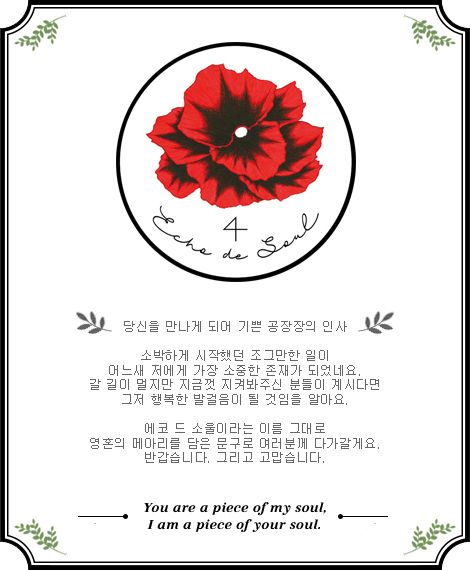 4
Echo de Soul
당신을 만나게 되어 기쁜 공장장의 인사
소박하게 시작했던 조그만한 일이
어느새 저에게 가장 소중한 존재가 되었네요.
갈 길이 멀지만 지금껏 지켜봐주신 분들이 계시다면
그저 행복한 발걸음이 될 것임을 알아요.
에코 드 소울이라는 이름 그대로
영혼의 메아리를 담은 문구로 여러분께 다가갈게요.
반갑습니다. 그리고 고맙습니다.
You are a piece of my soul,
I am a piece of your soul.